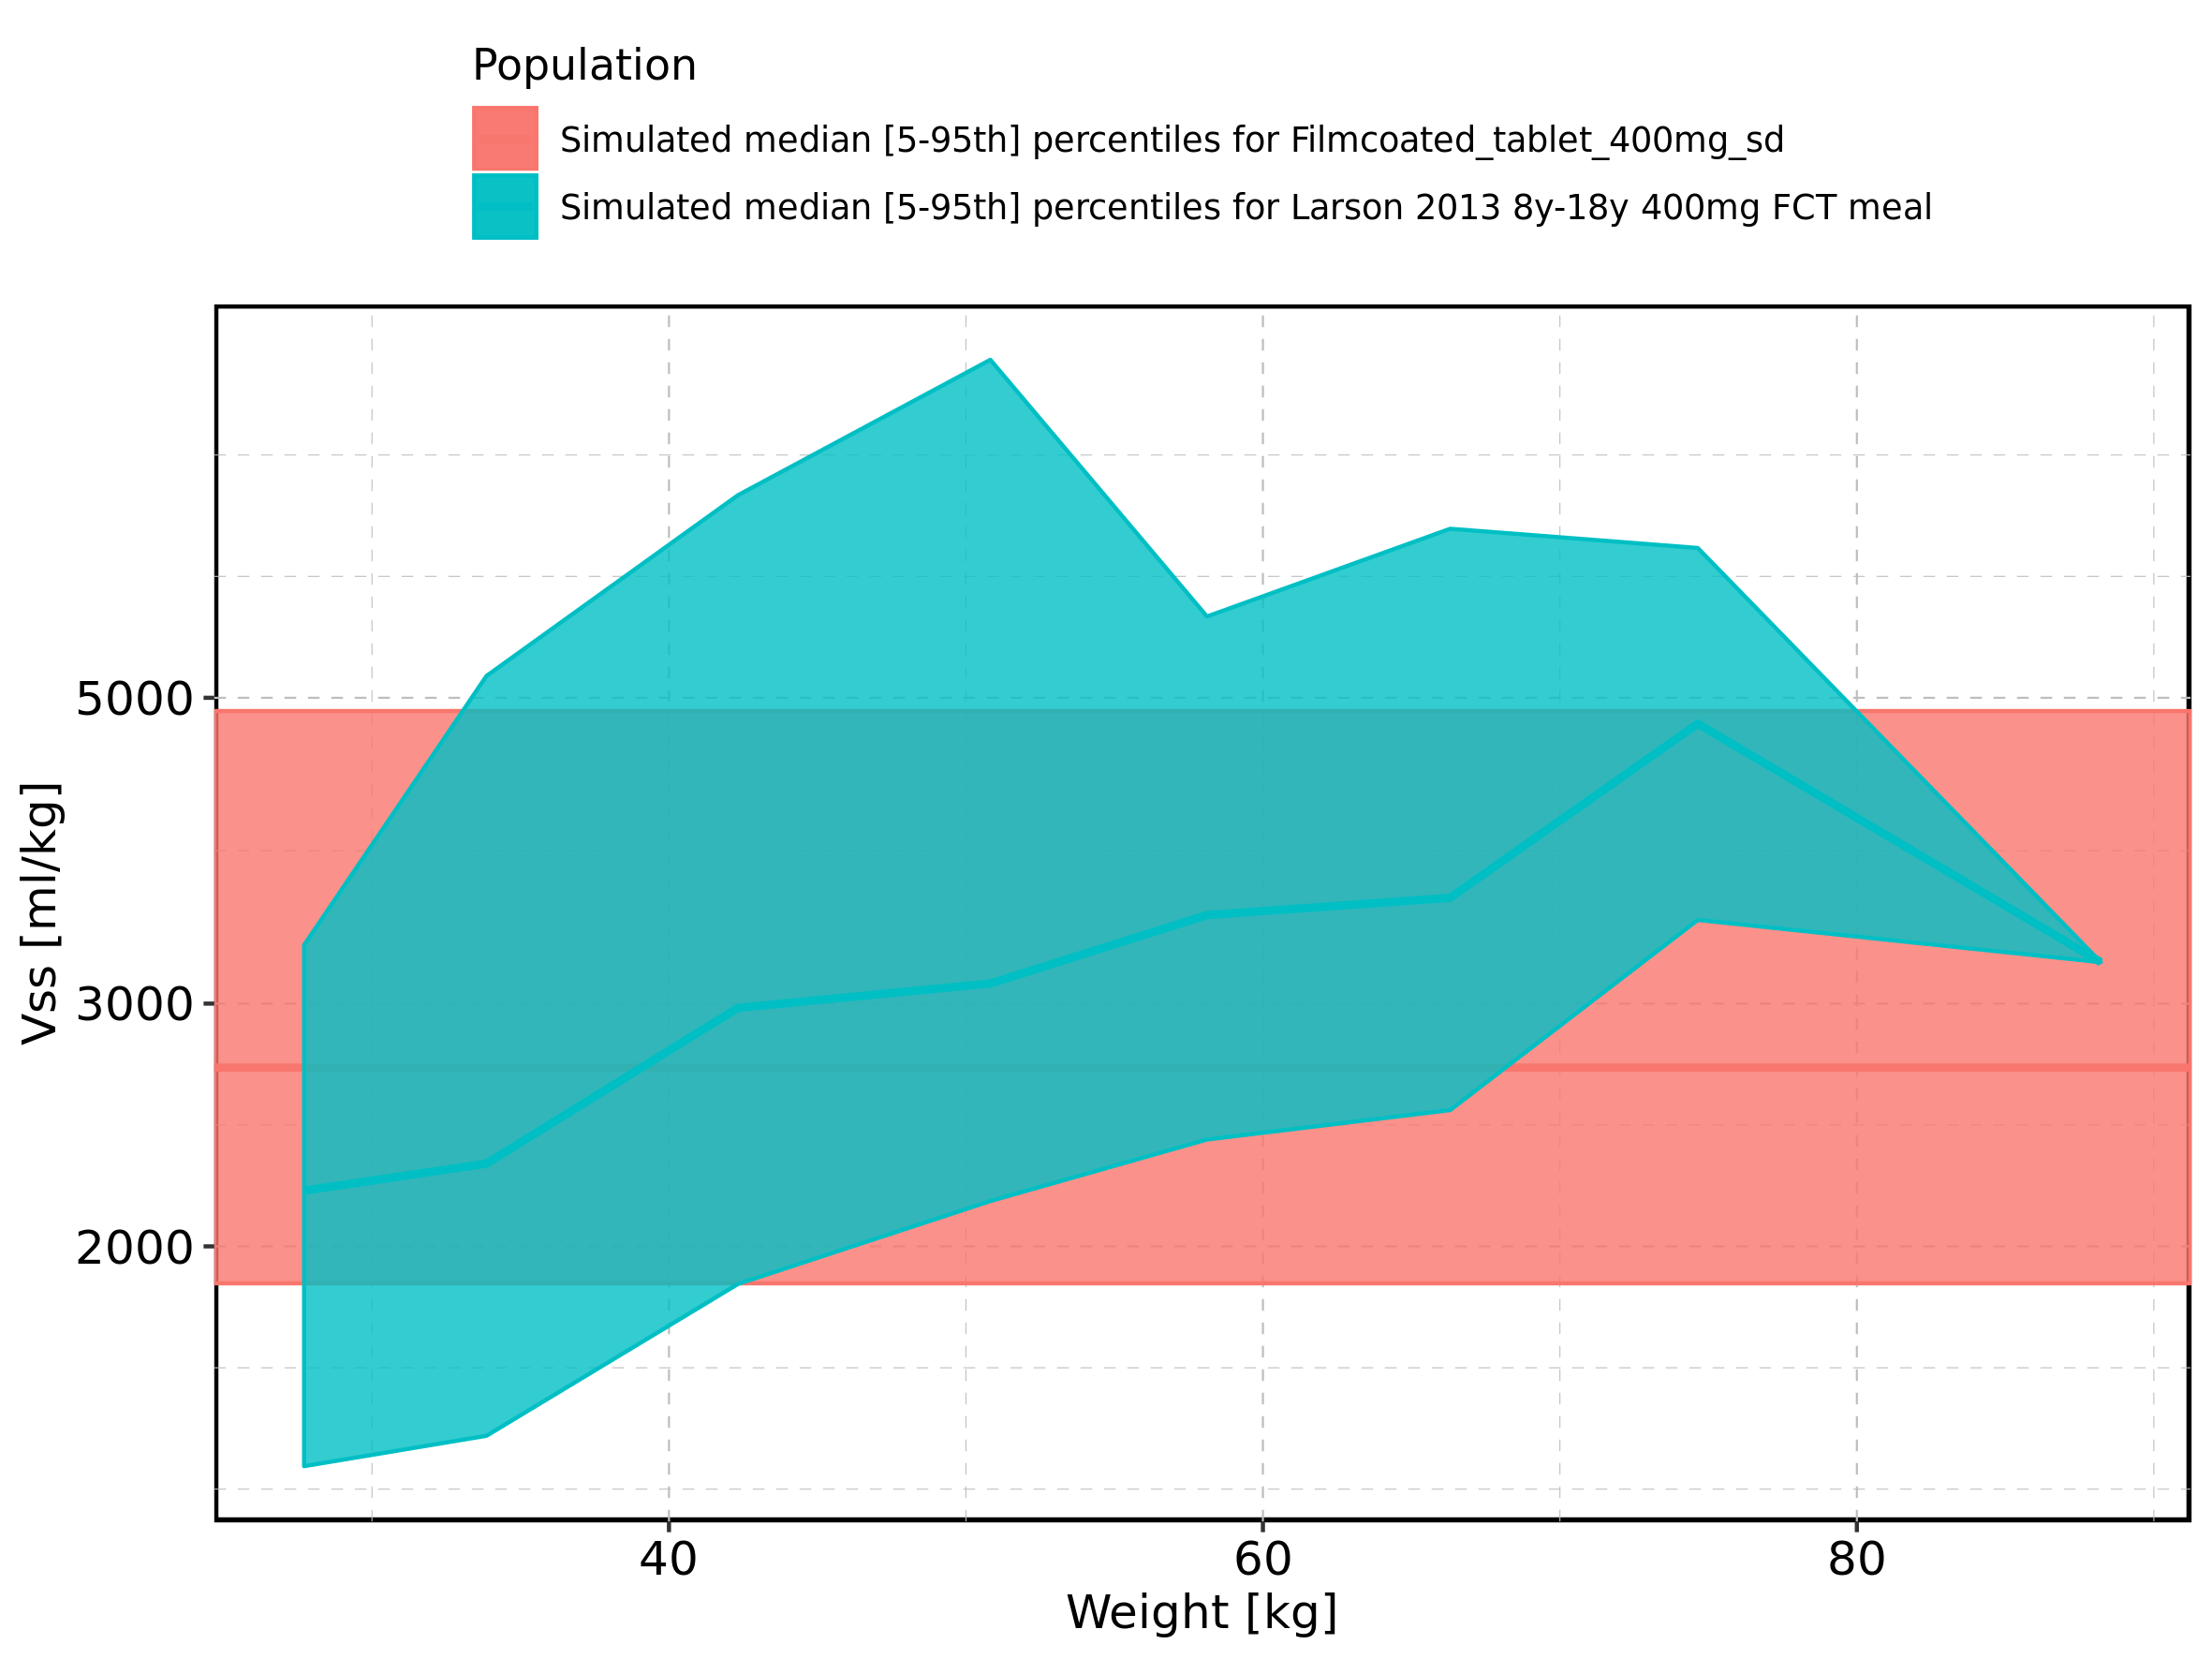 Population
Simulated median [5-95th] percentiles for Filmcoated_tablet_400mg_sd
Simulated median [5-95th] percentiles for Larson 2013 8y-18y 400mg FCT meal
5000
3000
2000
Vss [ml/kg]
40 60 80
Weight [kg]